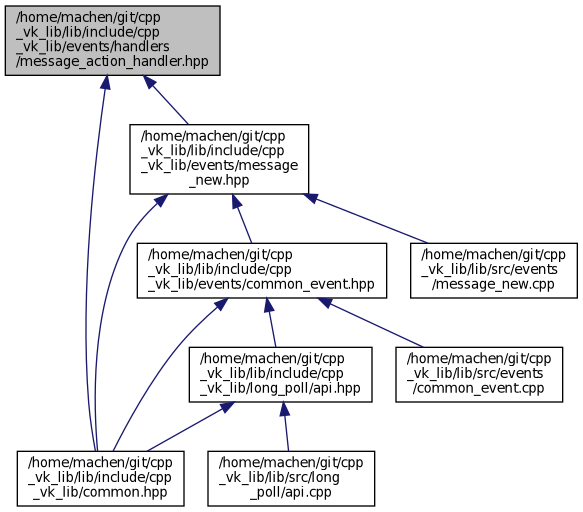 /home/machen/git/cpp
_vk_lib/lib/include/cpp
_vk_lib/events/handlers
/message_action_handler.hpp
/home/machen/git/cpp
_vk_lib/lib/include/cpp
_vk_lib/events/message
_new.hpp
/home/machen/git/cpp
_vk_lib/lib/include/cpp
_vk_lib/events/common_event.hpp
/home/machen/git/cpp
_vk_lib/lib/src/events
/message_new.cpp
/home/machen/git/cpp
_vk_lib/lib/include/cpp
_vk_lib/long_poll/api.hpp
/home/machen/git/cpp
_vk_lib/lib/src/events
/common_event.cpp
/home/machen/git/cpp
_vk_lib/lib/include/cpp
_vk_lib/common.hpp
/home/machen/git/cpp
_vk_lib/lib/src/long
_poll/api.cpp